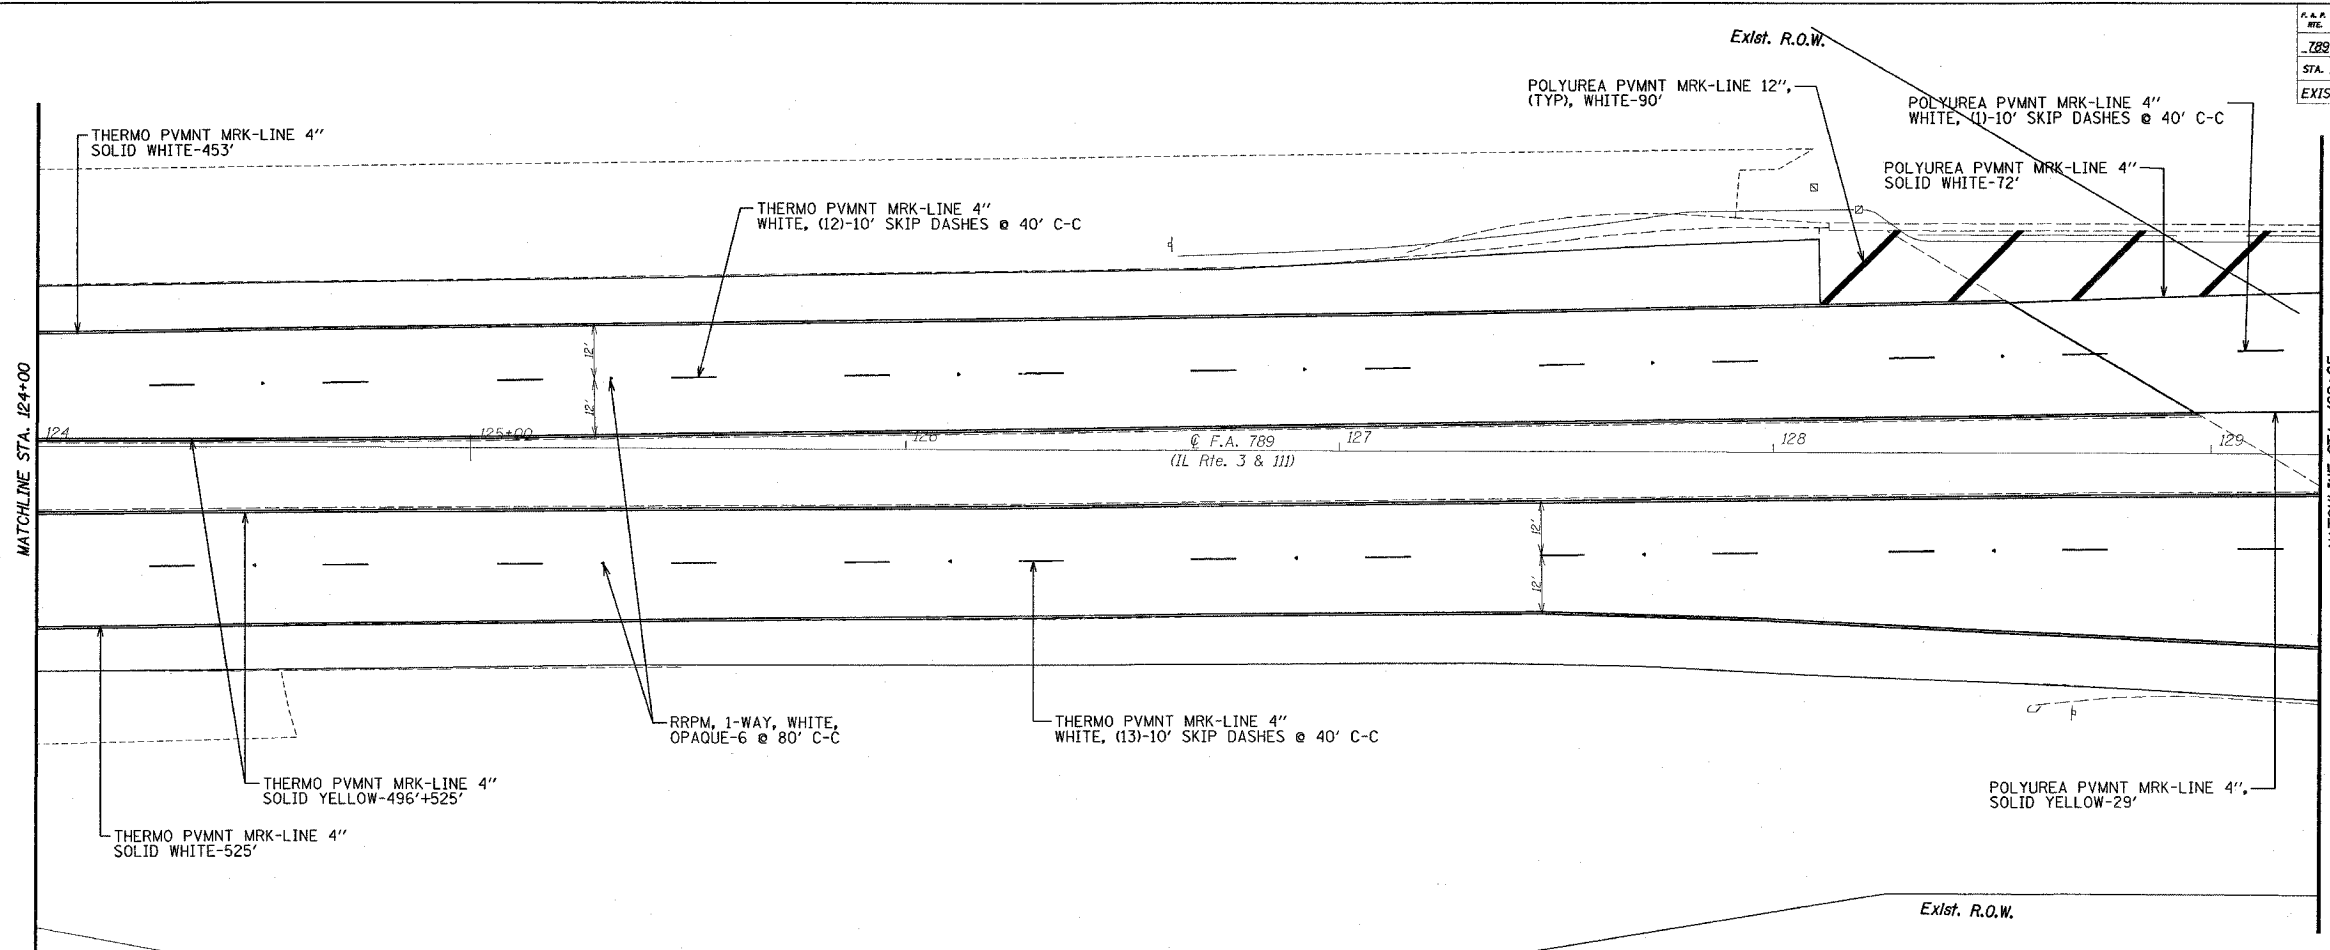 F. A. P.
RTE.
789
STA.
EXIS
Exist. R.O.W.
POLYUREA PVMNT MRK-LINE 12",
(TYP), WHITE-90'
POLYUREA PVMNT MRK-LINE 4"
WHITE, (1)-10' SKIP DASHES @ 40' C-C
THERMO PVMNT MRK-LINE 4"
SOLID WHITE-453'
POLYUREA PVMNT MRK-LINE 4"
SOLID WHITE-72'
THERMO PVMNT MRK-LINE 4"
WHITE, (12)-10' SKIP DASHES @ 40' C-C
12'
12'
MATCHLINE STA. 124+00
124
125+00
126
127
128
129
℄ F.A. 789
(IL Rte. 3 & 111)
12'
12'
RRPM, 1-WAY, WHITE,
OPAQUE-6 @ 80' C-C
THERMO PVMNT MRK-LINE 4"
WHITE, (13)-10' SKIP DASHES @ 40' C-C
THERMO PVMNT MRK-LINE 4"
SOLID YELLOW-496'+525'
POLYUREA PVMNT MRK-LINE 4",
SOLID YELLOW-29'
THERMO PVMNT MRK-LINE 4"
SOLID WHITE-525'
Exist. R.O.W.